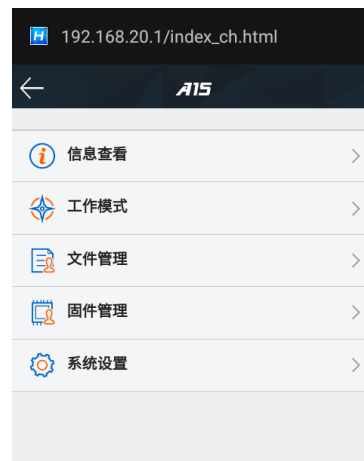 192.168.20.1/index_ch.html
A15
信息查看
工作模式
文件管理
固件管理
系统设置